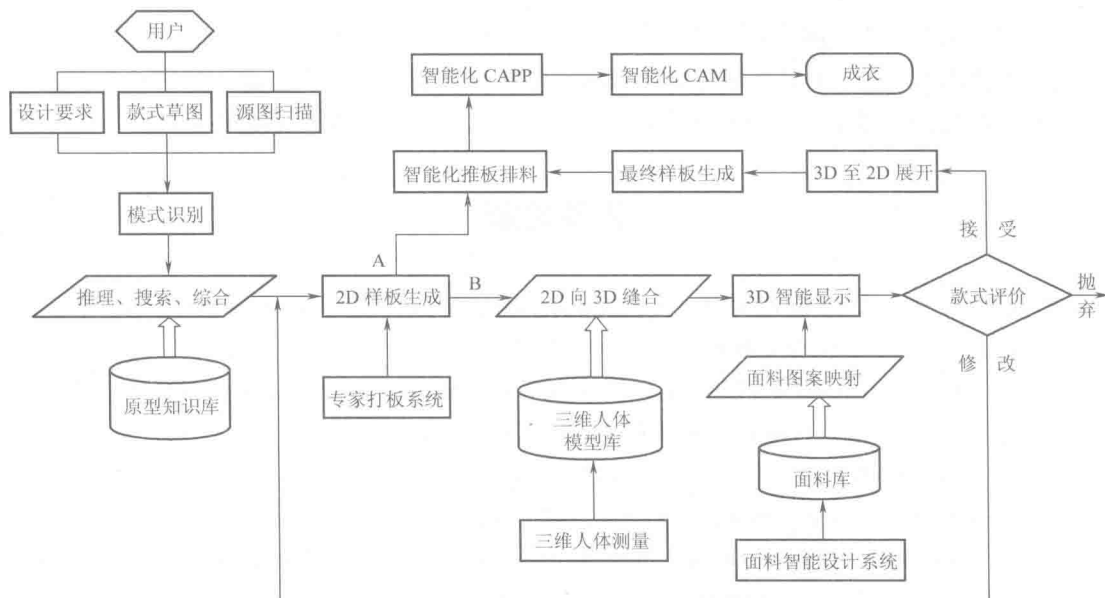 用户
设计要求
款式草图
源图扫描
模式识别
推理、搜索、综合
原型知识库
智能化 CAPP
智能化 CAM
成衣
智能化推板排料
最终样板生成
3D 至 2D 展开
接 受
A
B
2D 样板生成
2D 向 3D 缝合
3D 智能显示
款式评价
抛
弃
修 改
专家打板系统
三维人体
模型库
三维人体测量
面料图案映射
面料库
面料智能设计系统